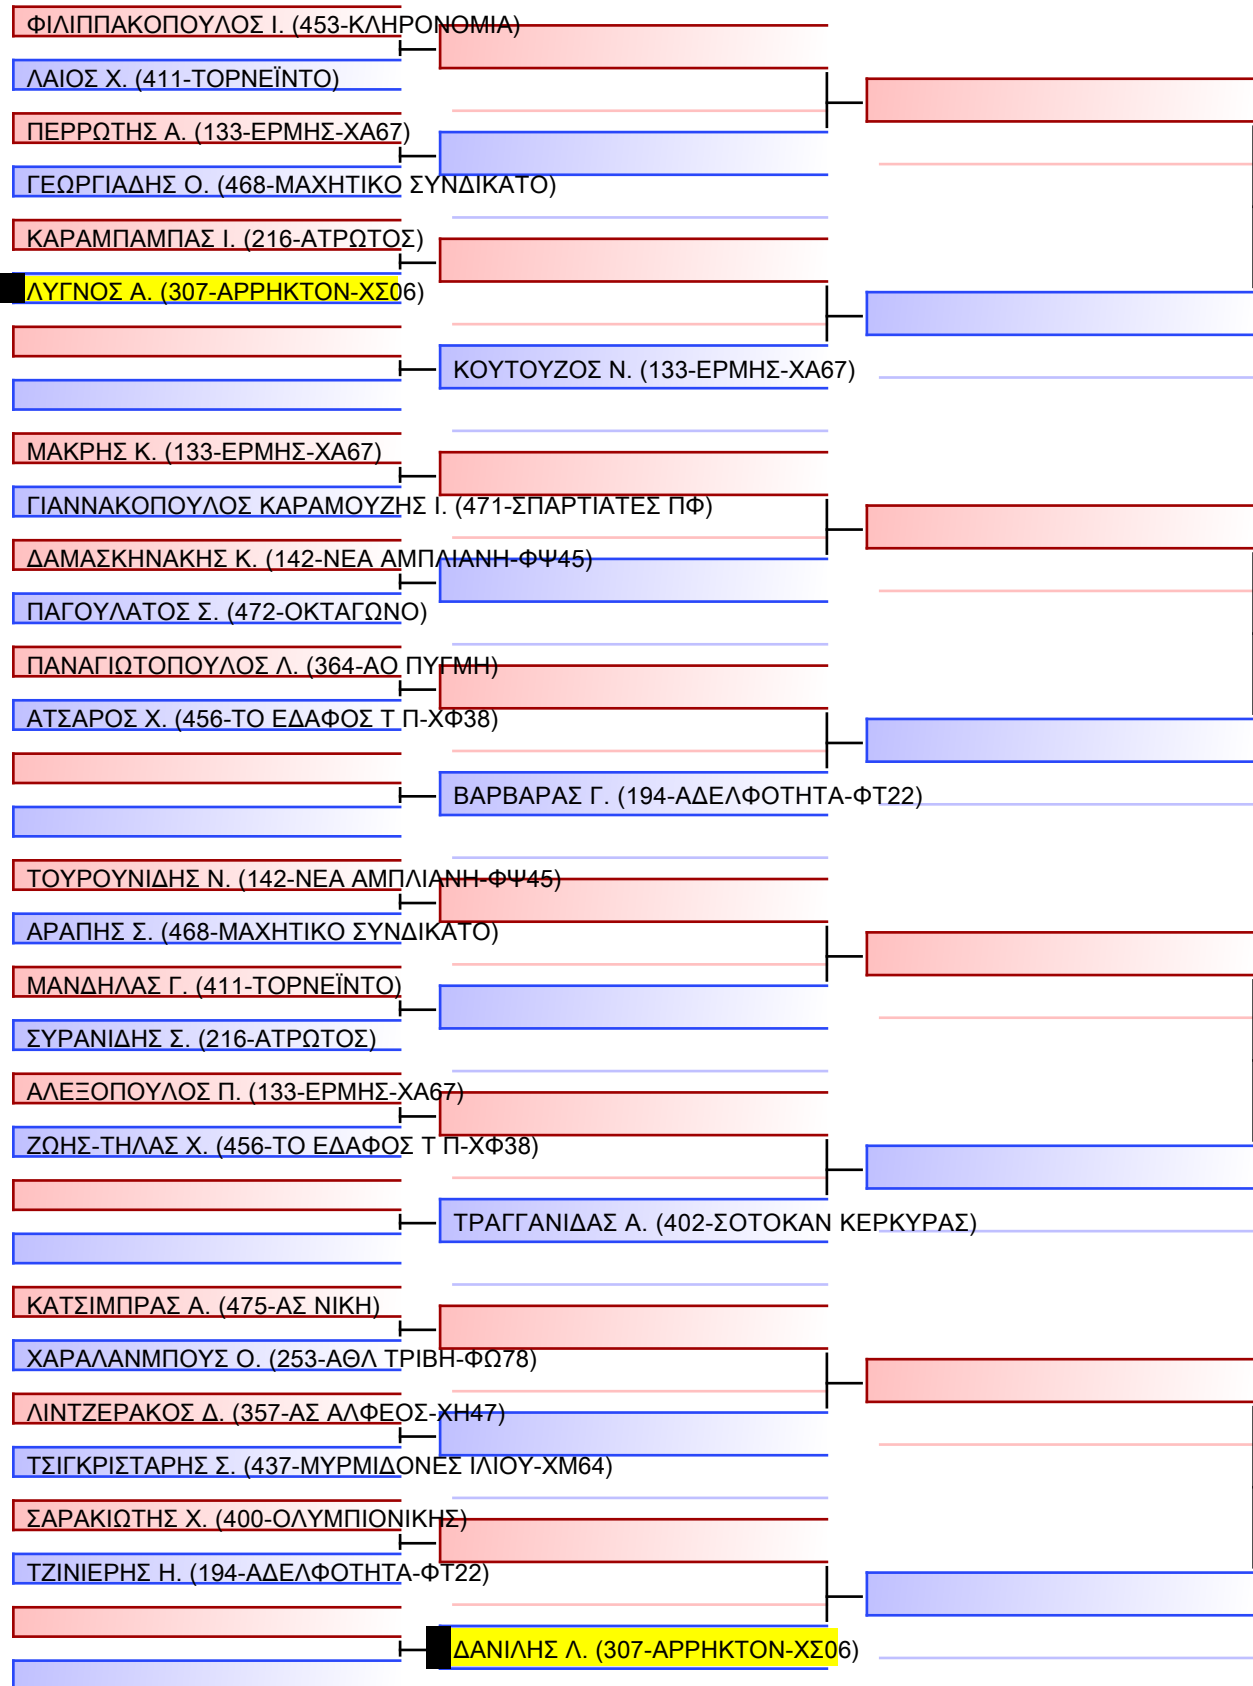 ΦΙΛΙΠΠΑΚΟΠΟΥΛΟΣ Ι. (453-ΚΛΗΡΟΝΟΜΙΑ)
ΛΑΙΟΣ Χ. (411-ΤΟΡΝΕΪΝΤΟ)
ΠΕΡΡΩΤΗΣ Α. (133-ΕΡΜΗΣ-ΧΑ67)
ΓΕΩΡΓΙΑΔΗΣ Ο. (468-ΜΑΧΗΤΙΚΟ ΣΥΝΔΙΚΑΤΟ)
ΚΑΡΑΜΠΑΜΠΑΣ Ι. (216-ΑΤΡΩΤΟΣ)
ΛΥΓΝΟΣ Α. (307-ΑΡΡΗΚΤΟΝ-ΧΣ06)
ΚΟΥΤΟΥΖΟΣ Ν. (133-ΕΡΜΗΣ-ΧΑ67)
ΜΑΚΡΗΣ Κ. (133-ΕΡΜΗΣ-ΧΑ67)
ΓΙΑΝΝΑΚΟΠΟΥΛΟΣ ΚΑΡΑΜΟΥΖΗΣ Ι. (471-ΣΠΑΡΤΙΑΤΕΣ ΠΦ)
ΔΑΜΑΣΚΗΝΑΚΗΣ Κ. (142-ΝΕΑ ΑΜΠΛΙΑΝΗ-ΦΨ45)
ΠΑΓΟΥΛΑΤΟΣ Σ. (472-ΟΚΤΑΓΩΝΟ)
ΠΑΝΑΓΙΩΤΟΠΟΥΛΟΣ Λ. (364-ΑΟ ΠΥΓΜΗ)
ΑΤΣΑΡΟΣ Χ. (456-ΤΟ ΕΔΑΦΟΣ Τ Π-ΧΦ38)
ΒΑΡΒΑΡΑΣ Γ. (194-ΑΔΕΛΦΟΤΗΤΑ-ΦΤ22)
ΤΟΥΡΟΥΝΙΔΗΣ Ν. (142-ΝΕΑ ΑΜΠΛΙΑΝΗ-ΦΨ45)
ΑΡΑΠΗΣ Σ. (468-ΜΑΧΗΤΙΚΟ ΣΥΝΔΙΚΑΤΟ)
ΜΑΝΔΗΛΑΣ Γ. (411-ΤΟΡΝΕΪΝΤΟ)
ΣΥΡΑΝΙΔΗΣ Σ. (216-ΑΤΡΩΤΟΣ)
ΑΛΕΞΟΠΟΥΛΟΣ Π. (133-ΕΡΜΗΣ-ΧΑ67)
ΖΩΗΣ-ΤΗΛΑΣ Χ. (456-ΤΟ ΕΔΑΦΟΣ Τ Π-ΧΦ38)
ΤΡΑΓΓΑΝΙΔΑΣ Α. (402-ΣΟΤΟΚΑΝ ΚΕΡΚΥΡΑΣ)
ΚΑΤΣΙΜΠΡΑΣ Α. (475-ΑΣ ΝΙΚΗ)
ΧΑΡΑΛΑΝΜΠΟΥΣ Ο. (253-ΑΘΛ ΤΡΙΒΗ-ΦΩ78)
ΛΙΝΤΖΕΡΑΚΟΣ Δ. (357-ΑΣ ΑΛΦΕΟΣ-ΧΗ47)
ΤΣΙΓΚΡΙΣΤΑΡΗΣ Σ. (437-ΜΥΡΜΙΔΟΝΕΣ ΙΛΙΟΥ-ΧΜ64)
ΣΑΡΑΚΙΩΤΗΣ Χ. (400-ΟΛΥΜΠΙΟΝΙΚΗΣ)
ΤΖΙΝΙΕΡΗΣ Η. (194-ΑΔΕΛΦΟΤΗΤΑ-ΦΤ22)
ΔΑΝΙΛΗΣ Λ. (307-ΑΡΡΗΚΤΟΝ-ΧΣ06)